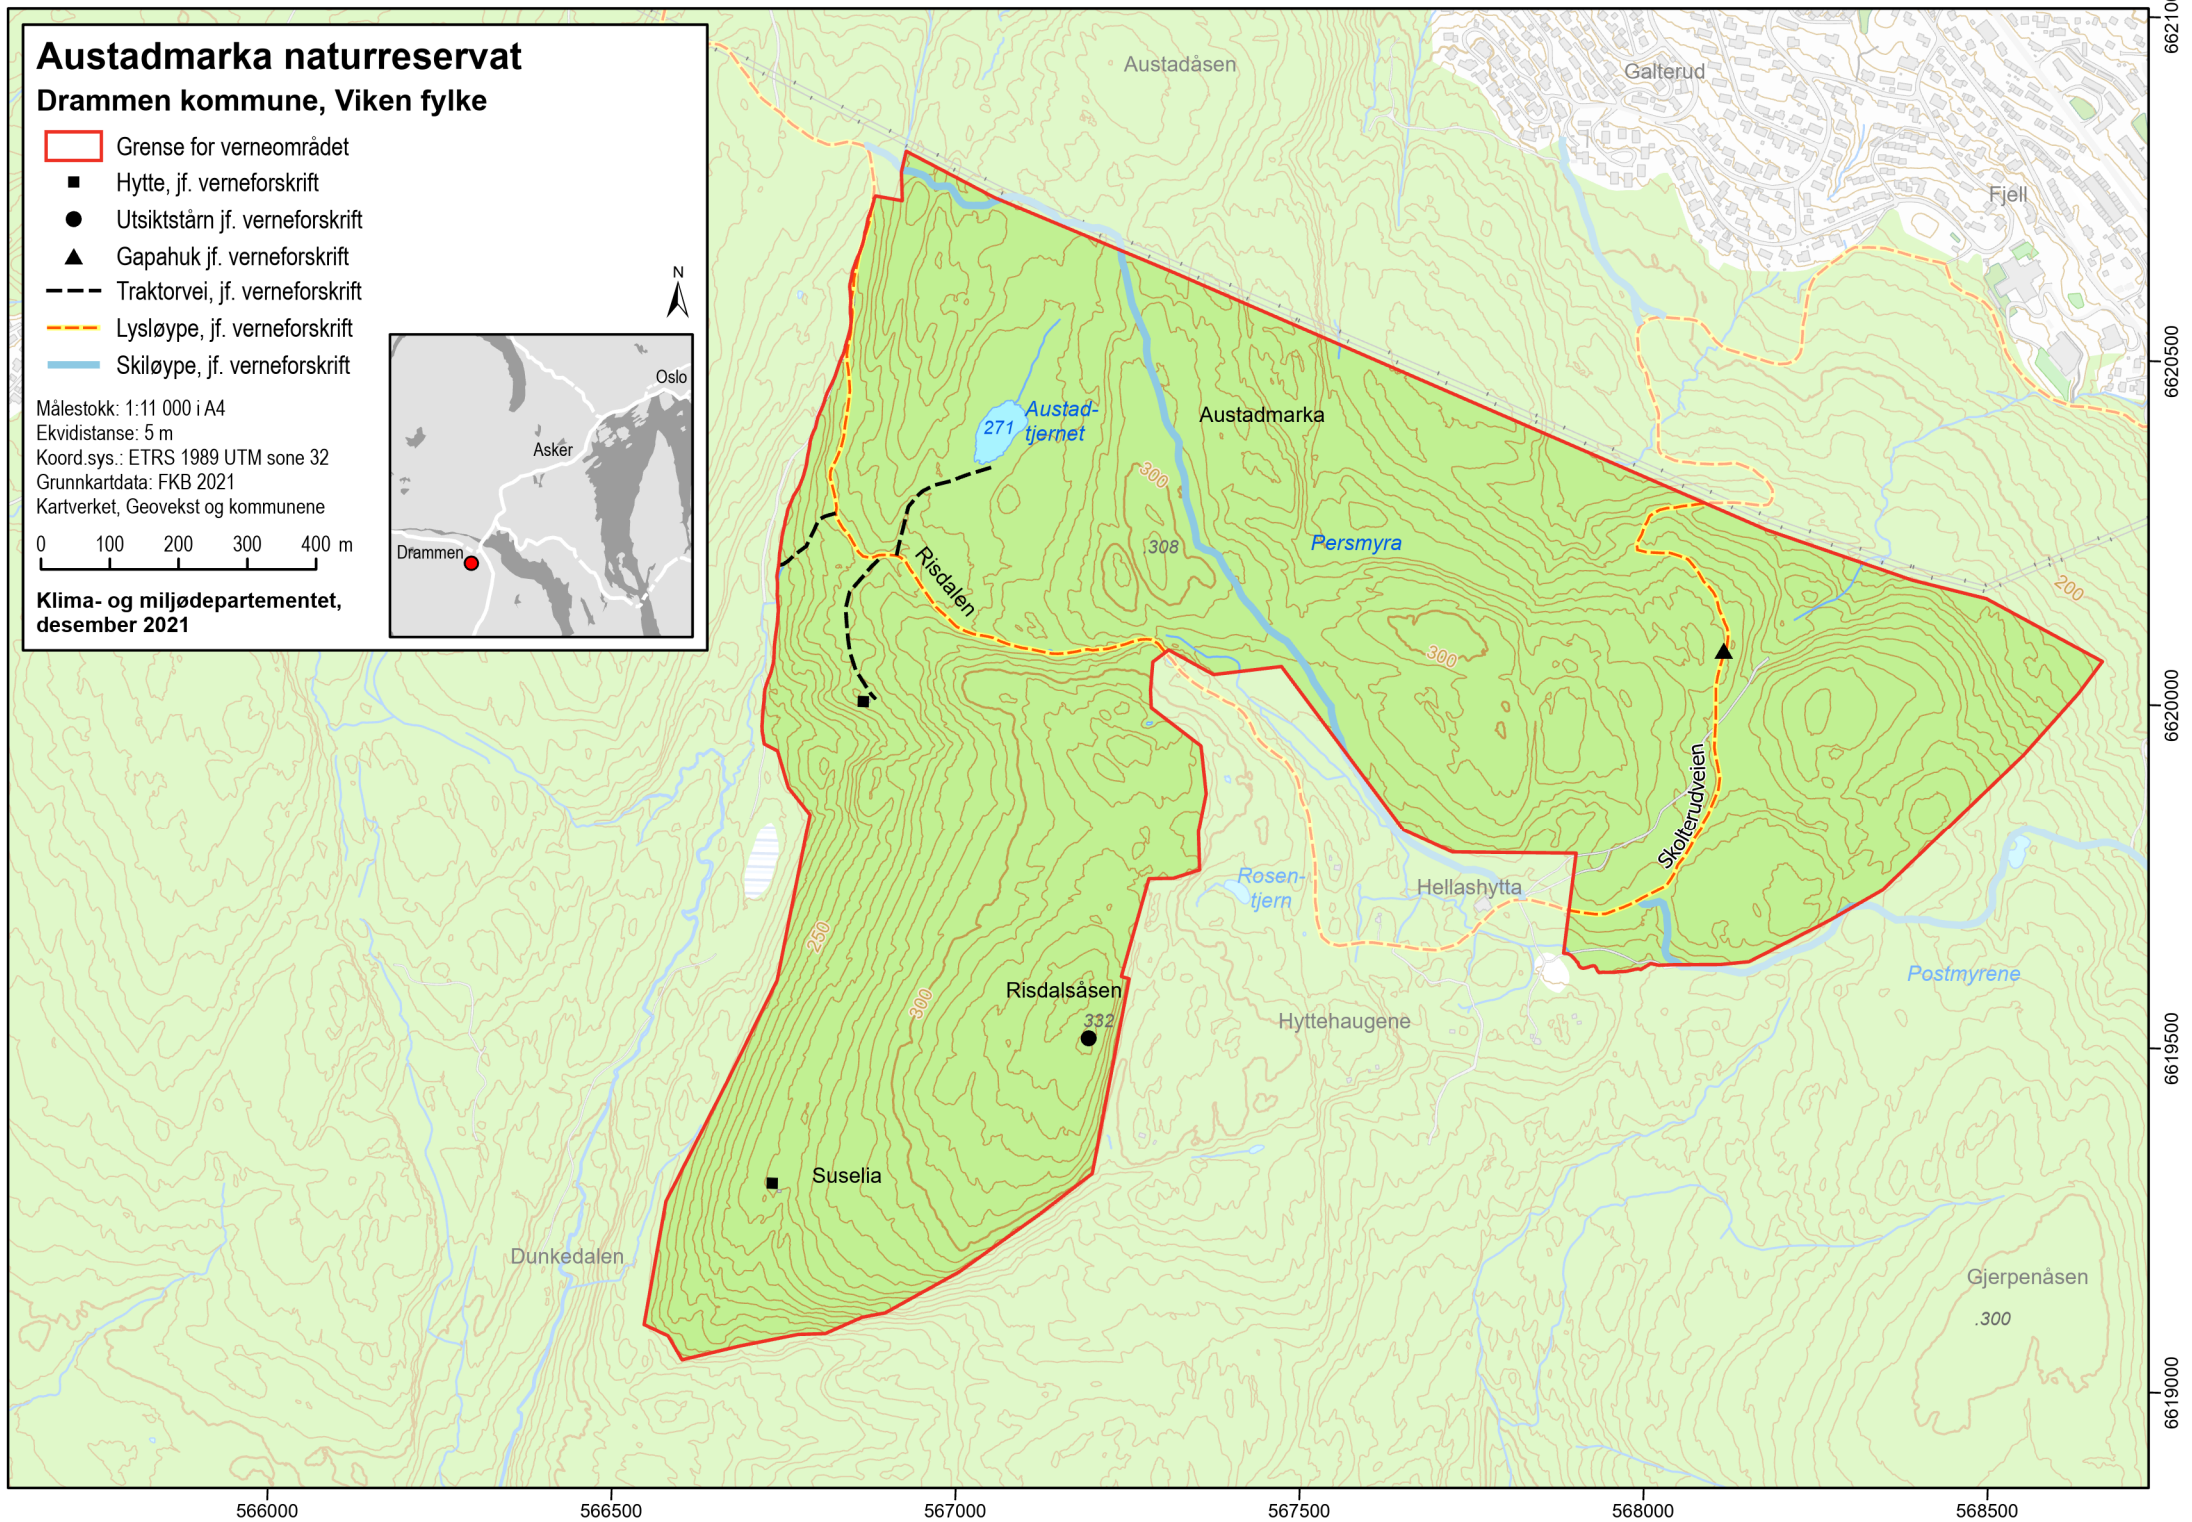 Austadmarka naturreservat
Drammen kommune, Viken fylke
Grense for verneområdet
Hytte, jf. verneforskrift
Utsiktstårn jf. verneforskrift
Gapahuk jf. verneforskrift
Traktorvei, jf. verneforskrift
Lysløype, jf. verneforskrift
Skiløype, jf. verneforskrift
Målestokk: 1:11 000 i A4
Ekvidistanse: 5 m
Koord.sys.: ETRS 1989 UTM sone 32
Grunnkartdata: FKB 2021
Kartverket, Geovekst og kommunene
0 100 200 300 400 m
Klima- og miljødepartementet,
desember 2021
N
Oslo
Asker
Drammen
Austadåsen
Galterud
Fjell
Austad-
tjernet
271
Austadmarka
300
.308
Persmyra
Risdalen
300
200
Skolterudveien
Rosen-
tjern
Hellashytta
250
300
Risdalsåsen
332
Hyttehaugene
Postmyrene
Suselia
Dunkedalen
Gjerpenåsen
.300
6620500
6620000
6619500
6619000
566000
566500
567000
567500
568000
568500